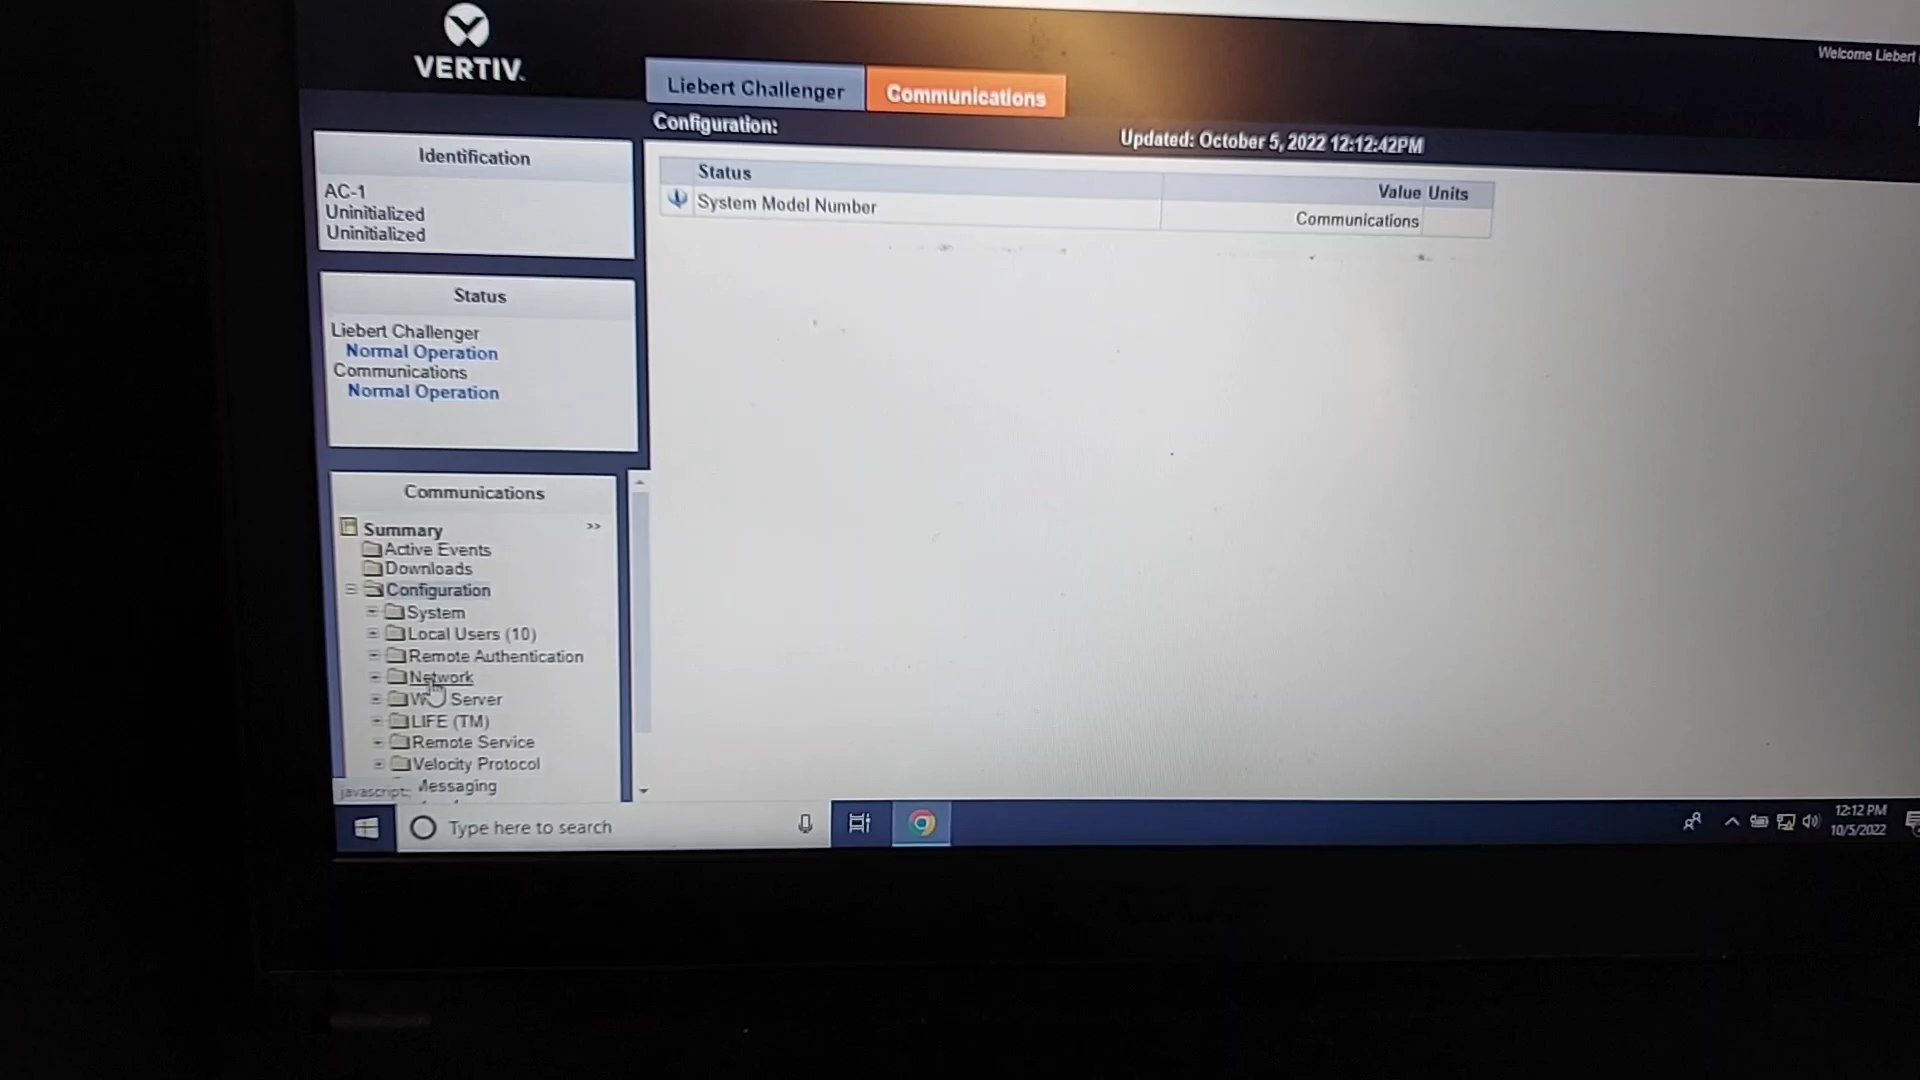 VERTIV.
Welcome Liebert
Liebert Challenger
Communications
Configuration:
Updated: October 5, 2022 12:12:42PM
Identification
AC-1
Uninitialized
Uninitialized
Status
Liebert Challenger
Normal Operation
Communications
Normal Operation
Status
Value Units
System Model Number
Communications
Communications
Summary
>>
Active Events
Downloads
Configuration
System
Local Users (10)
Remote Authentication
Network
Server
LIFE (TM)
Remote Service
Velocity Protocol
Messaging
javascript:;
Type here to search
12:12 PM
10/5/2022